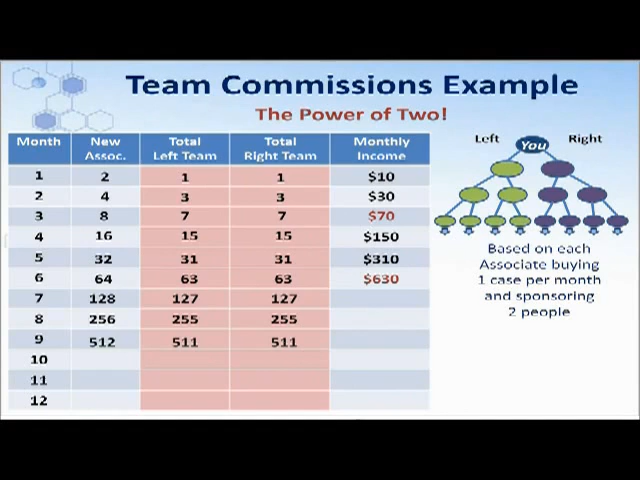 Team Commissions Example
The Power of Two!
Month New Assoc. Total Left Team Total Right Team Monthly Income
1 2 1 1 $10
2 4 3 3 $30
3 8 7 7 $70
4 16 15 15 $150
5 32 31 31 $310
6 64 63 63 $630
7 128 127 127
8 256 255 255
9 512 511 511
10
11
12
Left You Right
Based on each
Associate buying
1 case per month
and sponsoring
2 people